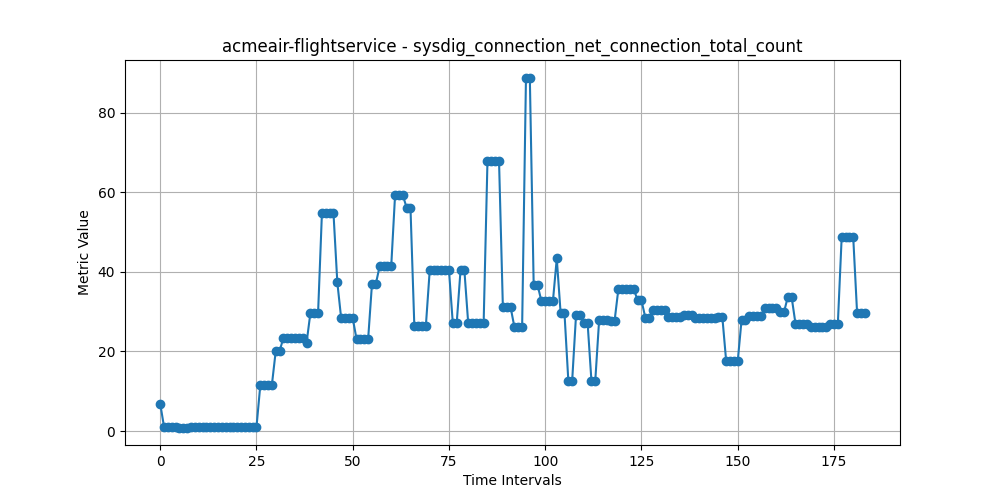 acmeair-flightservice - sysdig_connection_net_connection_total_count
Metric Value
80
60
40
20
0
0 25 50 75 100 125 150 175
Time Intervals